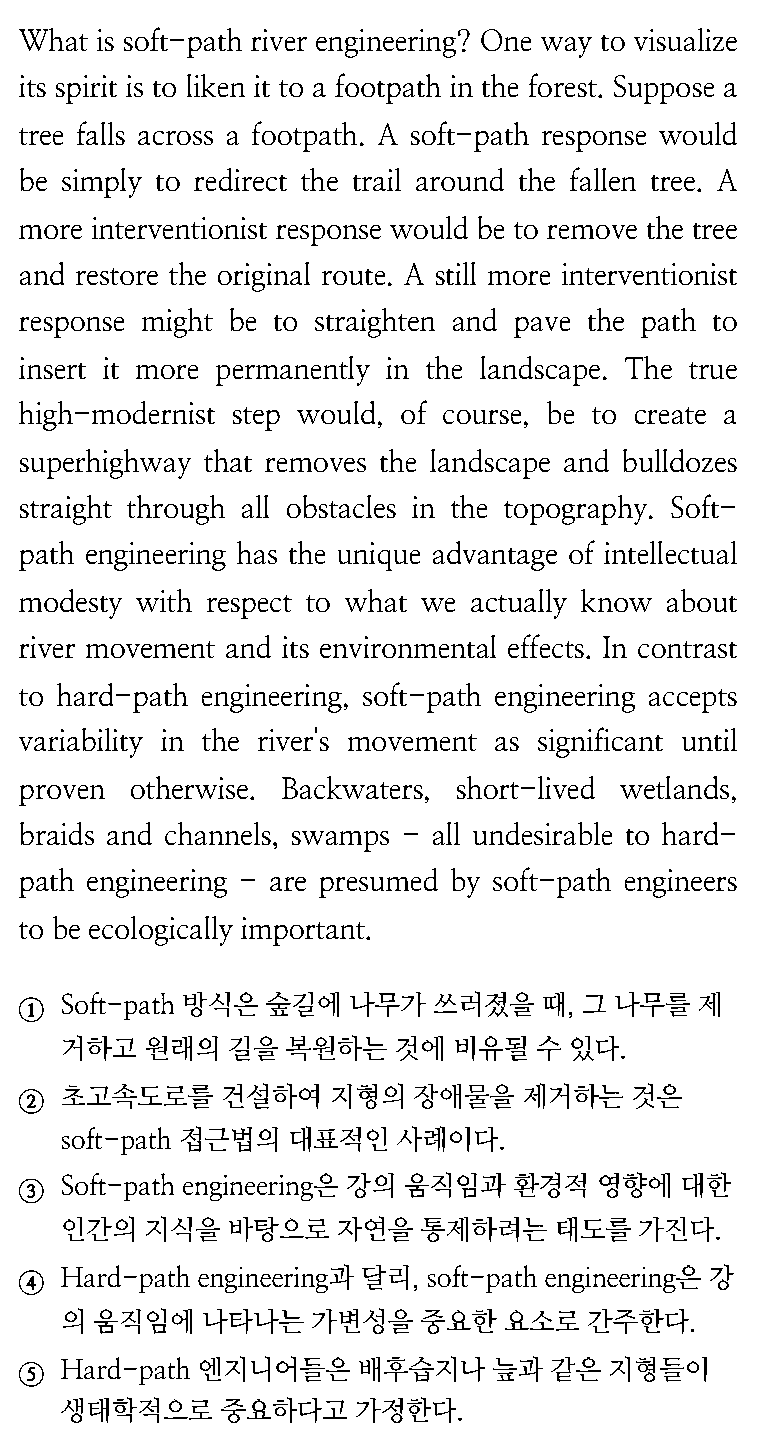 What is soft-path river engineering? One way to visualize
its spirit is to liken it to a footpath in the forest. Suppose a
tree falls across a footpath. A soft-path response would
be simply to redirect the trail around the fallen tree. A
more interventionist response would be to remove the tree
and restore the original route. A still more interventionist
response might be to straighten and pave the path to
insert it more permanently in the landscape. The true
high-modernist step would, of course, be to create a
superhighway that removes the landscape and bulldozes
straight through all obstacles in the topography. Soft-
path engineering has the unique advantage of intellectual
modesty with respect to what we actually know about
river movement and its environmental effects. In contrast
to hard-path engineering, soft-path engineering accepts
variability in the river's movement as significant until
proven otherwise. Backwaters, short-lived wetlands,
braids and channels, swamps - all undesirable to hard-
path engineering - are presumed by soft-path engineers
to be ecologically important.
① Soft-path 방식은 숲길에 나무가 쓰러졌을 때, 그 나무를 제
거하고 원래의 길을 복원하는 것에 비유될 수 있다.
② 초고속도로를 건설하여 지형의 장애물을 제거하는 것은
soft-path 접근법의 대표적인 사례이다.
③ Soft-path engineering은 강의 움직임과 환경적 영향에 대한
인간의 지식을 바탕으로 자연을 통제하려는 태도를 가진다.
④ Hard-path engineering과 달리, soft-path engineering은 강
의 움직임에 나타나는 가변성을 중요한 요소로 간주한다.
⑤ Hard-path 엔지니어들은 배후습지나 늪과 같은 지형들이
생태학적으로 중요하다고 가정한다.